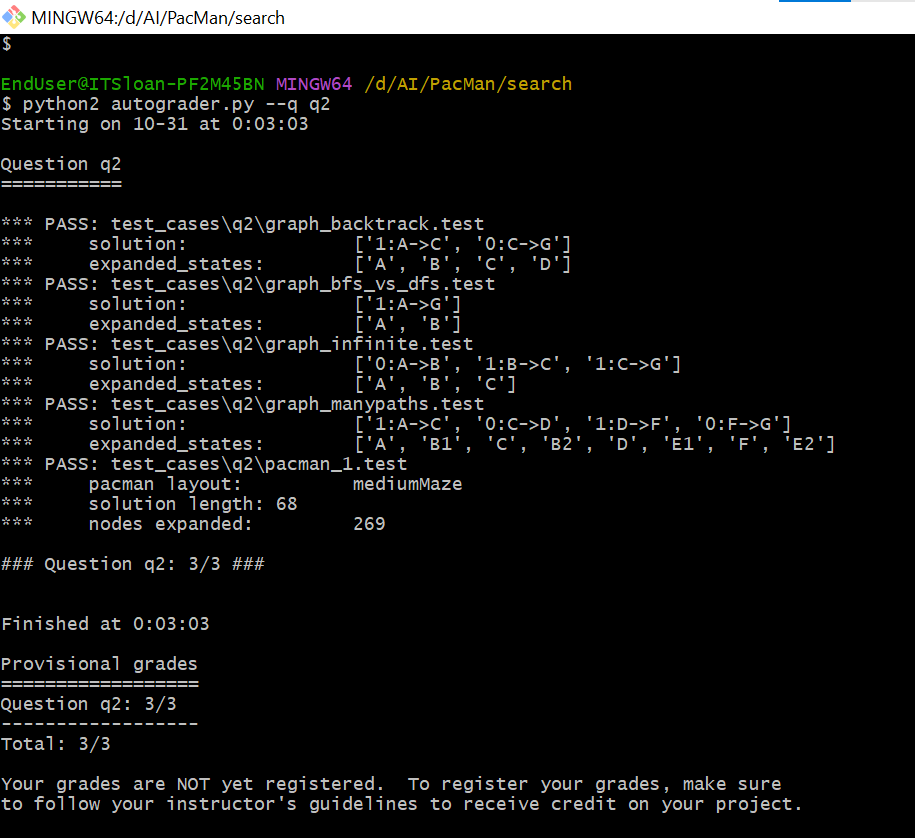 MINGW64:/d/AI/PacMan/search
$
EndUser@ITSloan-PF2M45BN MINGW64 /d/AI/PacMan/search
$ python2 autograder.py --q q2
Starting on 10-31 at 0:03:03
Question q2
===========
*** PASS: test_cases\q2\graph_backtrack.test
***     solution:               ['1:A->C', '0:C->G']
***     expanded_states:        ['A', 'B', 'C', 'D']
*** PASS: test_cases\q2\graph_bfs_vs_dfs.test
***     solution:               ['1:A->G']
***     expanded_states:        ['A', 'B']
*** PASS: test_cases\q2\graph_infinite.test
***     solution:               ['0:A->B', '1:B->C', '1:C->G']
***     expanded_states:        ['A', 'B', 'C']
*** PASS: test_cases\q2\graph_manypaths.test
***     solution:               ['1:A->C', '0:C->D', '1:D->F', '0:F->G']
***     expanded_states:        ['A', 'B1', 'C', 'B2', 'D', 'E1', 'F', 'E2']
*** PASS: test_cases\q2\pacman_1.test
***     pacman layout:          mediumMaze
***     solution length: 68
***     nodes expanded:         269
### Question q2: 3/3 ###
Finished at 0:03:03
Provisional grades
==================
Question q2: 3/3
------------------
Total: 3/3
Your grades are NOT yet registered.  To register your grades, make sure
to follow your instructor's guidelines to receive credit on your project.